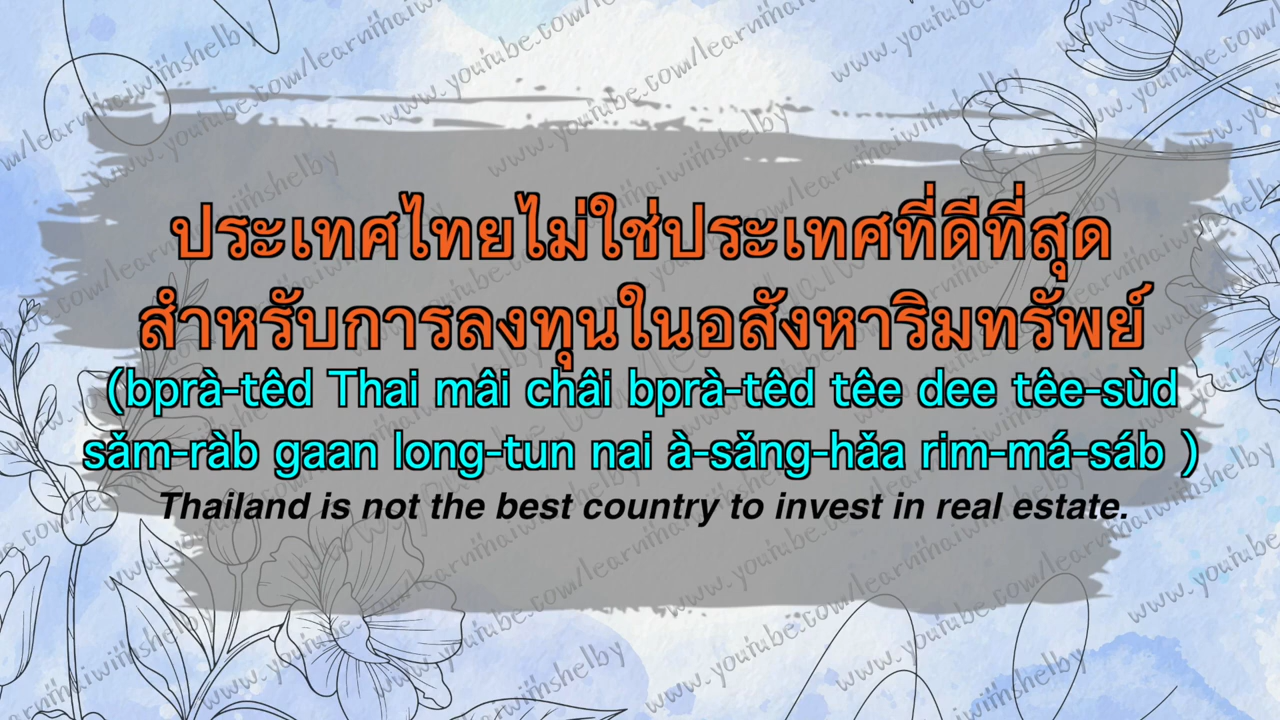 ประเทศไทยไม่ใช่ประเทศที่ดีที่สุด
สำหรับการลงทุนในอสังหาริมทรัพย์
(bprà-têd Thai mâi châi bprà-têd têe dee têe-sùd
sǎm-ràb gaan long-tun nai à-sǎng-hǎa rim-má-sáb )
Thailand is not the best country to invest in real estate.
www.youtube.com/learnthaiwithshelby